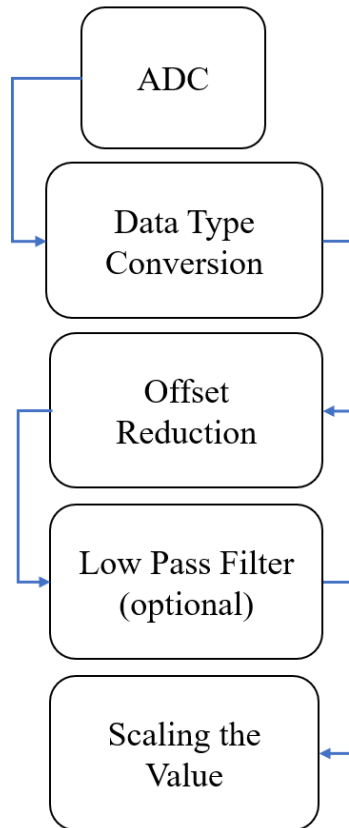 ADC
Data Type
Conversion
Offset
Reduction
Low Pass Filter
(optional)
Scaling the
Value